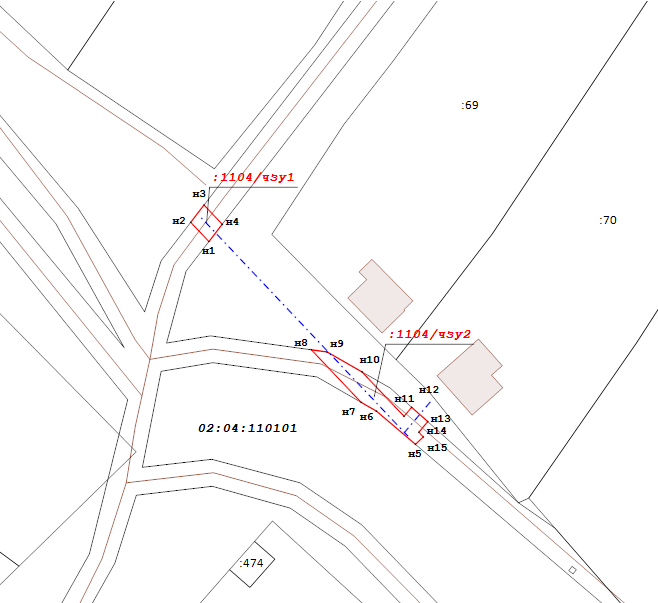 :69
:1104/чзу1
н3
н2
н4
:70
н1
:1104/чзу2
н8
н9
н10
н12
н11
н7
н6
н13
02:04:110101
н14
н15
н5
:474